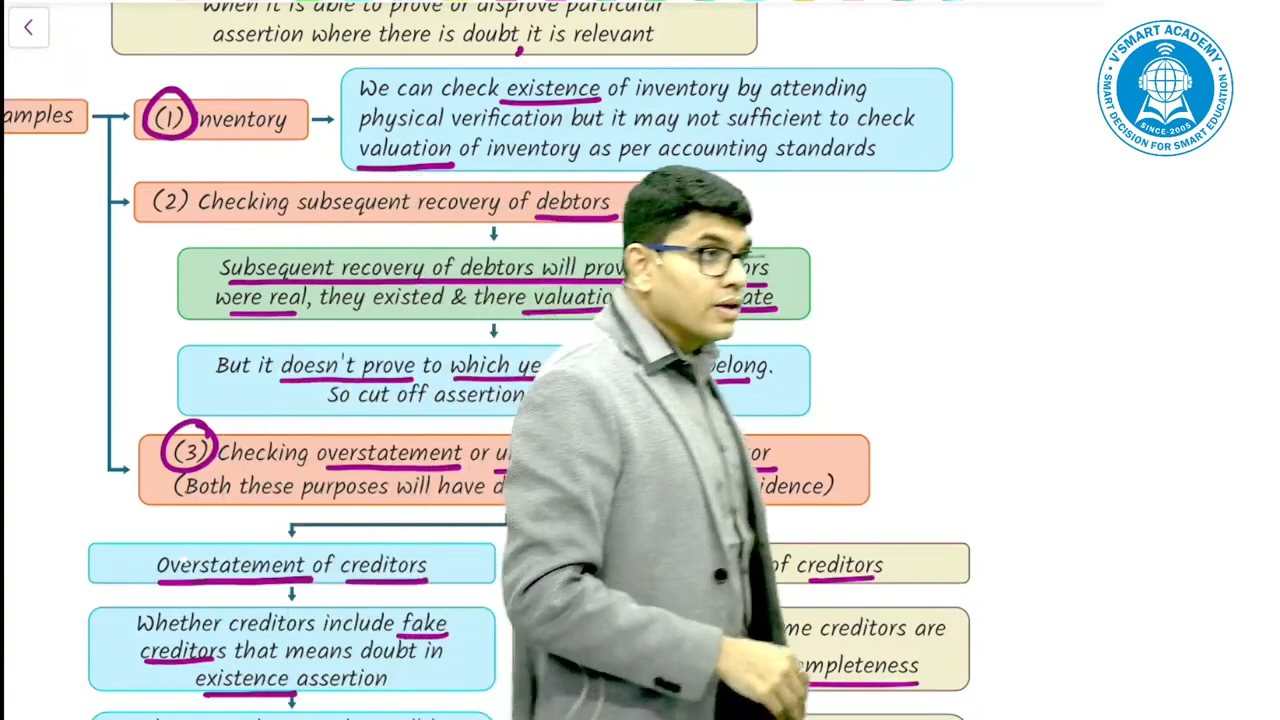 When it is able to prove or disprove particular
assertion where there is doubt, it is relevant
amples
(1) Inventory
We can check existence of inventory by attending
physical verification but it may not sufficient to check
valuation of inventory as per accounting standards
(2) Checking subsequent recovery of debtors
Subsequent recovery of debtors will prov
were real, they existed & there valuatio
But it doesn't prove to which ye belong.
So cut off assertion
(3) Checking overstatement or
(Both these purposes will have d idence)
Overstatement of creditors
Whether creditors include fake
creditors that means doubt in
existence assertion
of creditors
me creditors are
mpleteness
V'SMART ACADEMY
SMART DECISION FOR SMART EDUCATION
SINCE-2005